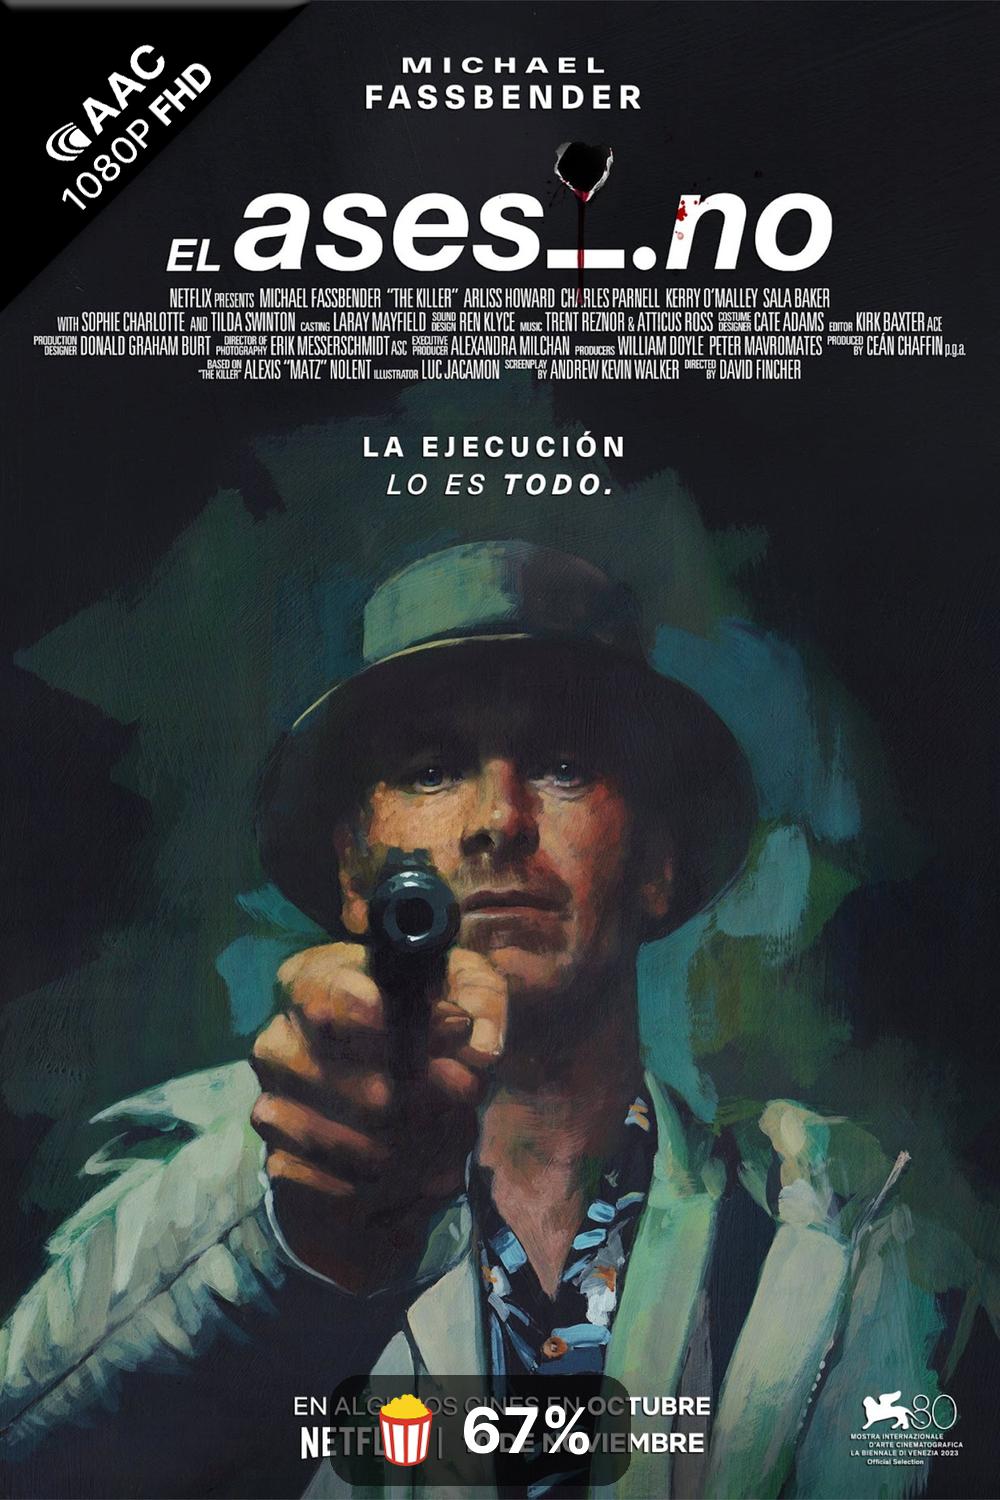 AAC
1080P FHD
MICHAEL
FASSBENDER
EL ases_.no
NETFLIX PRESENTS MICHAEL FASSBENDER "THE KILLER" ARLISS HOWARD CHARLES PARNELL KERRY O'MALLEY SALA BAKER
WITH SOPHIE CHARLOTTE AND TILDA SWINTON CASTING LARAY MAYFIELD SOUND DESIGN REN KLYCE MUSIC TRENT REZNOR & ATTICUS ROSS COSTUME DESIGNER CATE ADAMS EDITOR KIRK BAXTER ACE
PRODUCTION DESIGNER DONALD GRAHAM BURT DIRECTOR OF PHOTOGRAPHY ERIK MESSERSCHMIDT ASC EXECUTIVE PRODUCER ALEXANDRA MILCHAN PRODUCERS WILLIAM DOYLE PETER MAVROMATES PRODUCED BY CEÁN CHAFFIN p.g.a.
BASED ON "THE KILLER" ALEXIS "MATZ" NOLENT ILLUSTRATOR LUC JACAMON SCREENPLAY BY ANDREW KEVIN WALKER DIRECTED BY DAVID FINCHER
LA EJECUCIÓN
LO ES TODO.
EN ALGUNOS CINES EN OCTUBRE
NETFLIX | DE NOVIEMBRE
67%
80
MOSTRA INTERNAZIONALE
D'ARTE CINEMATOGRAFICA
LA BIENNALE DI VENEZIA 2023
Official Selection